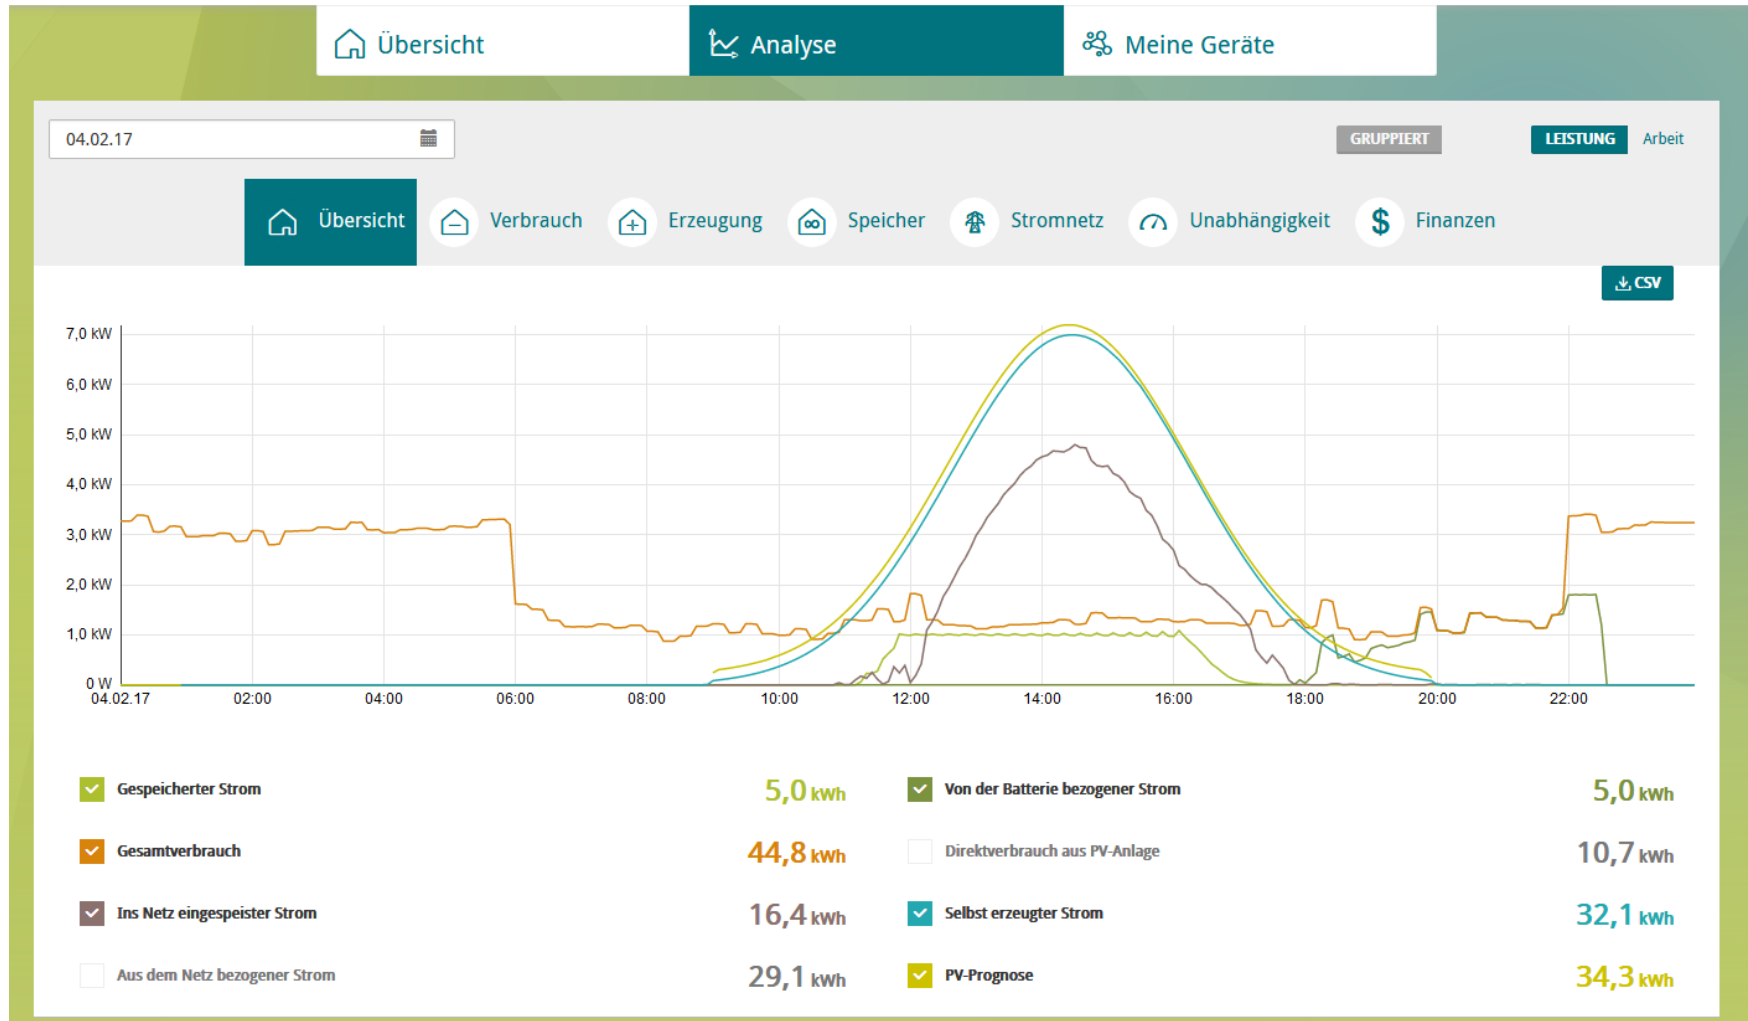 Übersicht
Analyse
Meine Geräte
04.02.17
GRUPPIERT
LEISTUNG
Arbeit
Übersicht
Verbrauch
Erzeugung
Speicher
Stromnetz
Unabhängigkeit
$ Finanzen
CSV
7,0 kW
6,0 kW
5,0 kW
4,0 kW
3,0 kW
2,0 kW
1,0 kW
0 W
04.02.17 02:00 04:00 06:00 08:00 10:00 12:00 14:00 16:00 18:00 20:00 22:00
Gespeicherter Strom 5,0 kWh
Von der Batterie bezogener Strom 5,0 kWh
Gesamtverbrauch 44,8 kWh
Direktverbrauch aus PV-Anlage 10,7 kWh
Ins Netz eingespeister Strom 16,4 kWh
Selbst erzeugter Strom 32,1 kWh
Aus dem Netz bezogener Strom 29,1 kWh
PV-Prognose 34,3 kWh